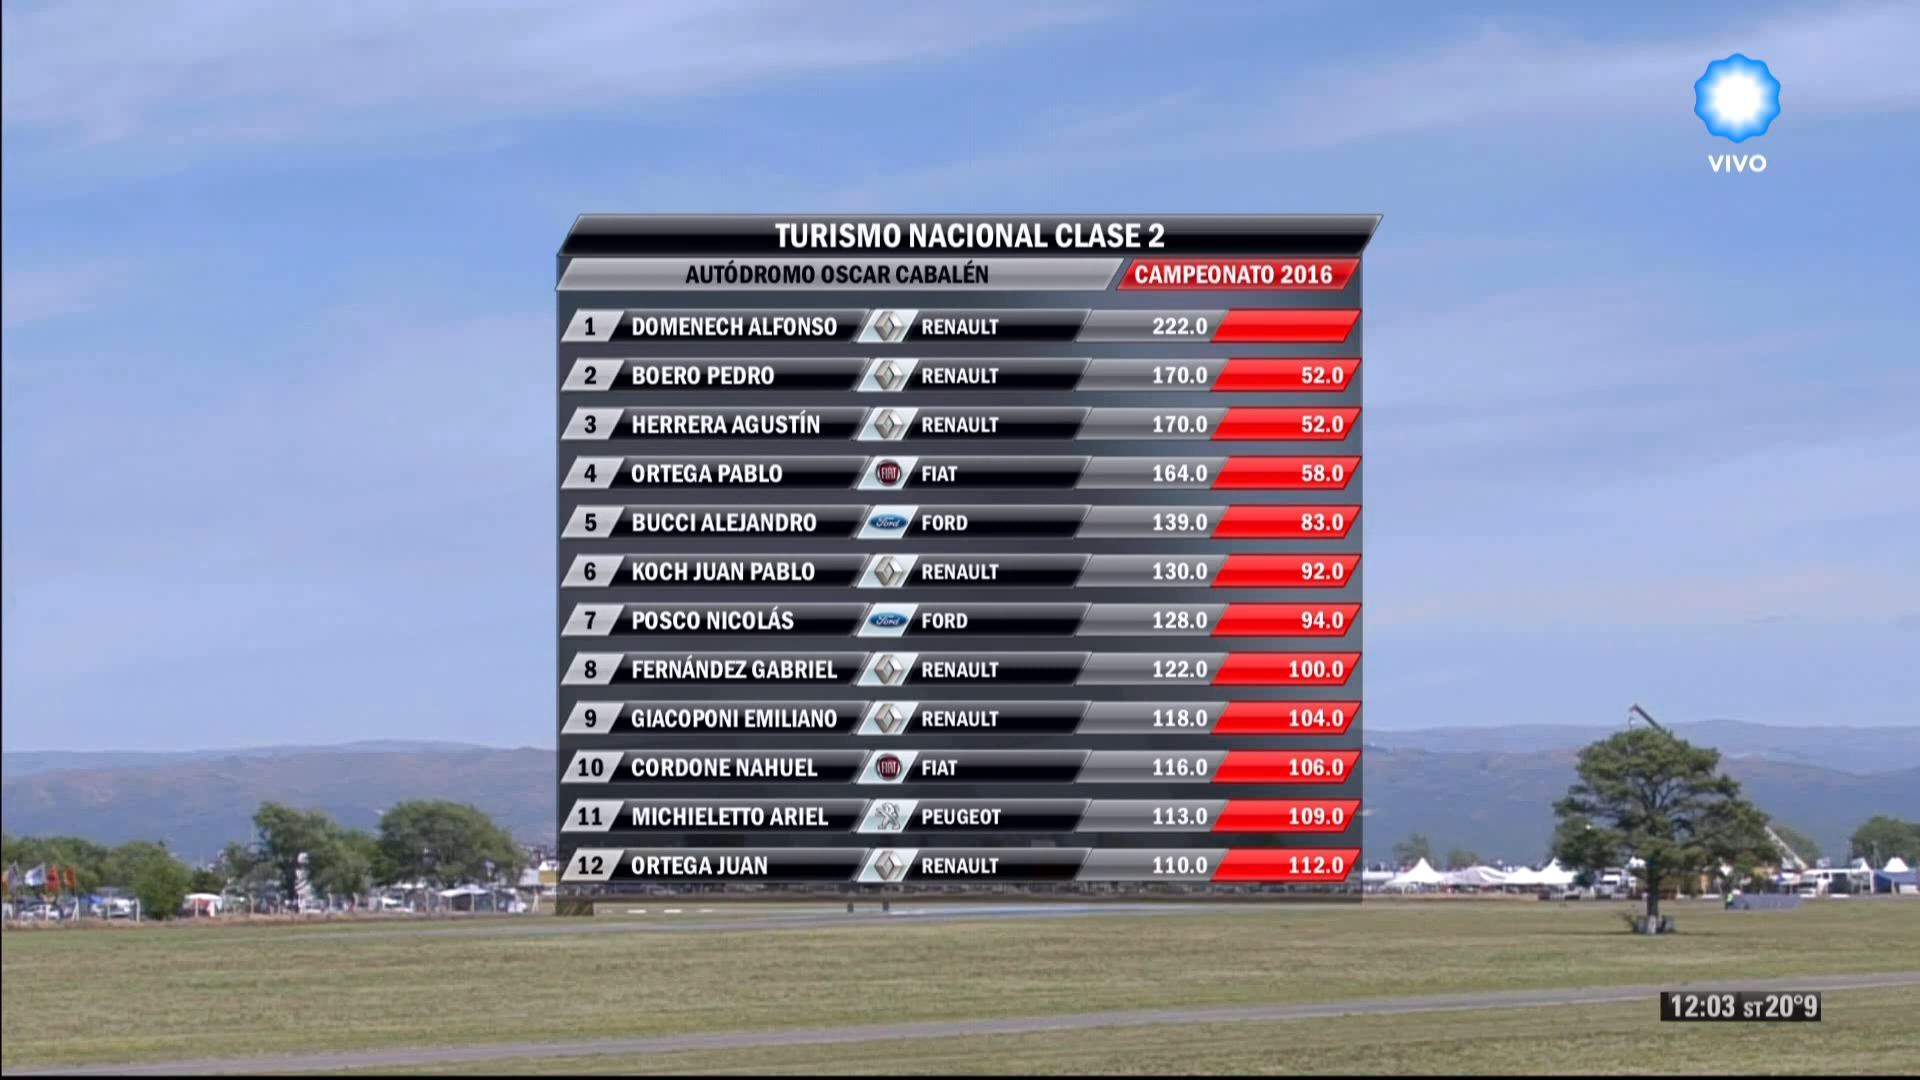 VIVO
TURISMO NACIONAL CLASE 2
AUTÓDROMO OSCAR CABALÉN CAMPEONATO 2016
1 DOMENECH ALFONSO RENAULT 222.0
2 BOERO PEDRO RENAULT 170.0 52.0
3 HERRERA AGUSTÍN RENAULT 170.0 52.0
4 ORTEGA PABLO FIAT FIAT 164.0 58.0
5 BUCCI ALEJANDRO Ford FORD 139.0 83.0
6 KOCH JUAN PABLO RENAULT 130.0 92.0
7 POSCO NICOLÁS Ford FORD 128.0 94.0
8 FERNÁNDEZ GABRIEL RENAULT 122.0 100.0
9 GIACOPONI EMILIANO RENAULT 118.0 104.0
10 CORDONE NAHUEL FIAT FIAT 116.0 106.0
11 MICHIELETTO ARIEL PEUGEOT 113.0 109.0
12 ORTEGA JUAN RENAULT 110.0 112.0
12:03 ST 20°9